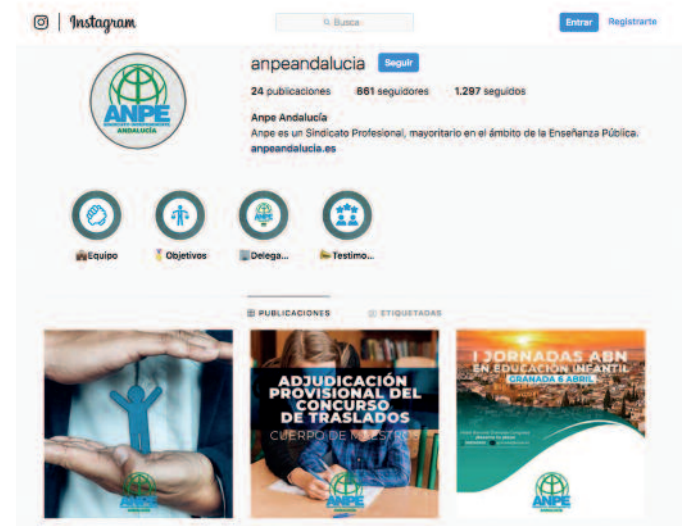 Instagram
Busca
Entrar
Registrarte
anpeandalucia
Seguir
24 publicaciones 661 seguidores 1.297 seguidos
Anpe Andalucía
Anpe es un Sindicato Profesional, mayoritario en el ámbito de la Enseñanza Pública.
anpeandalucia.es
ANPE
SINDICATO INDEPENDIENTE
ANDALUCÍA
Equipo
Objetivos
Delega...
Testimo...
PUBLICACIONES
ETIQUETADAS
ANPE
ADJUDICACIÓN
PROVISIONAL DEL
CONCURSO
DE TRASLADOS
CUERPO DE MAESTROS
ANPE
I JORNADAS ABN
EN EDUCACIÓN INFANTIL
GRANADA 6 ABRIL
ANPE